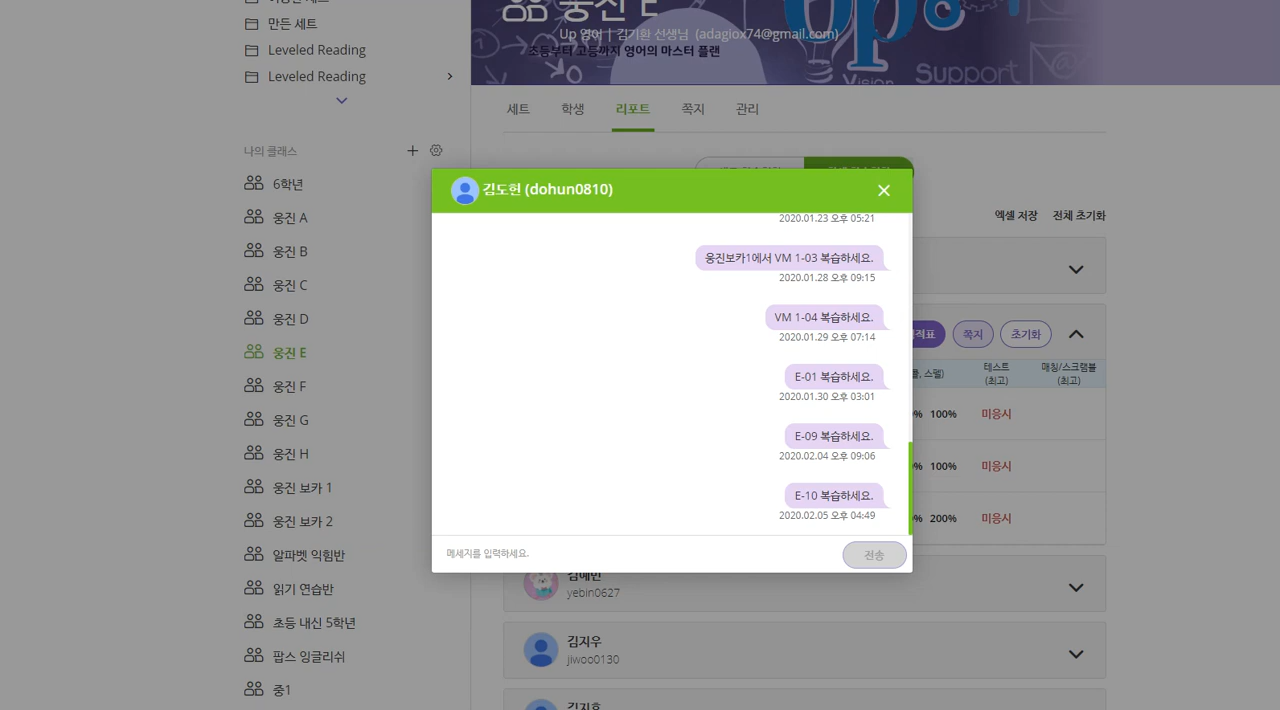 만든 세트
Leveled Reading
Leveled Reading
나의 클래스
6학년
웅진 A
웅진 B
웅진 C
웅진 D
웅진 E
웅진 F
웅진 G
웅진 H
웅진 보카 1
웅진 보카 2
알파벳 익힘반
읽기 연습반
초등 내신 5학년
팝스 잉글리쉬
중1
웅진 E
Up 영어 | 김기환 선생님 (adagiox74@gmail.com)
초등부터 고등까지 영어의 마스터 플랜
up
Vision
Support
세트
학생
리포트
쪽지
관리
엑셀 저장
전체 초기화
쪽지
초기화
스펠)
테스트
(최고)
매칭/스크램블
(최고)
% 100%
미응시
% 100%
미응시
% 200%
미응시
김도현 (dohun0810)
2020.01.23 오후 05:21
웅진보카1에서 VM 1-03 복습하세요.
2020.01.28 오후 09:15
VM 1-04 복습하세요.
2020.01.29 오후 07:14
E-01 복습하세요.
2020.01.30 오후 03:01
E-09 복습하세요.
2020.02.04 오후 09:06
E-10 복습하세요.
2020.02.05 오후 04:49
메세지를 입력하세요.
전송
김예빈
yebin0627
김지우
jiwoo0130